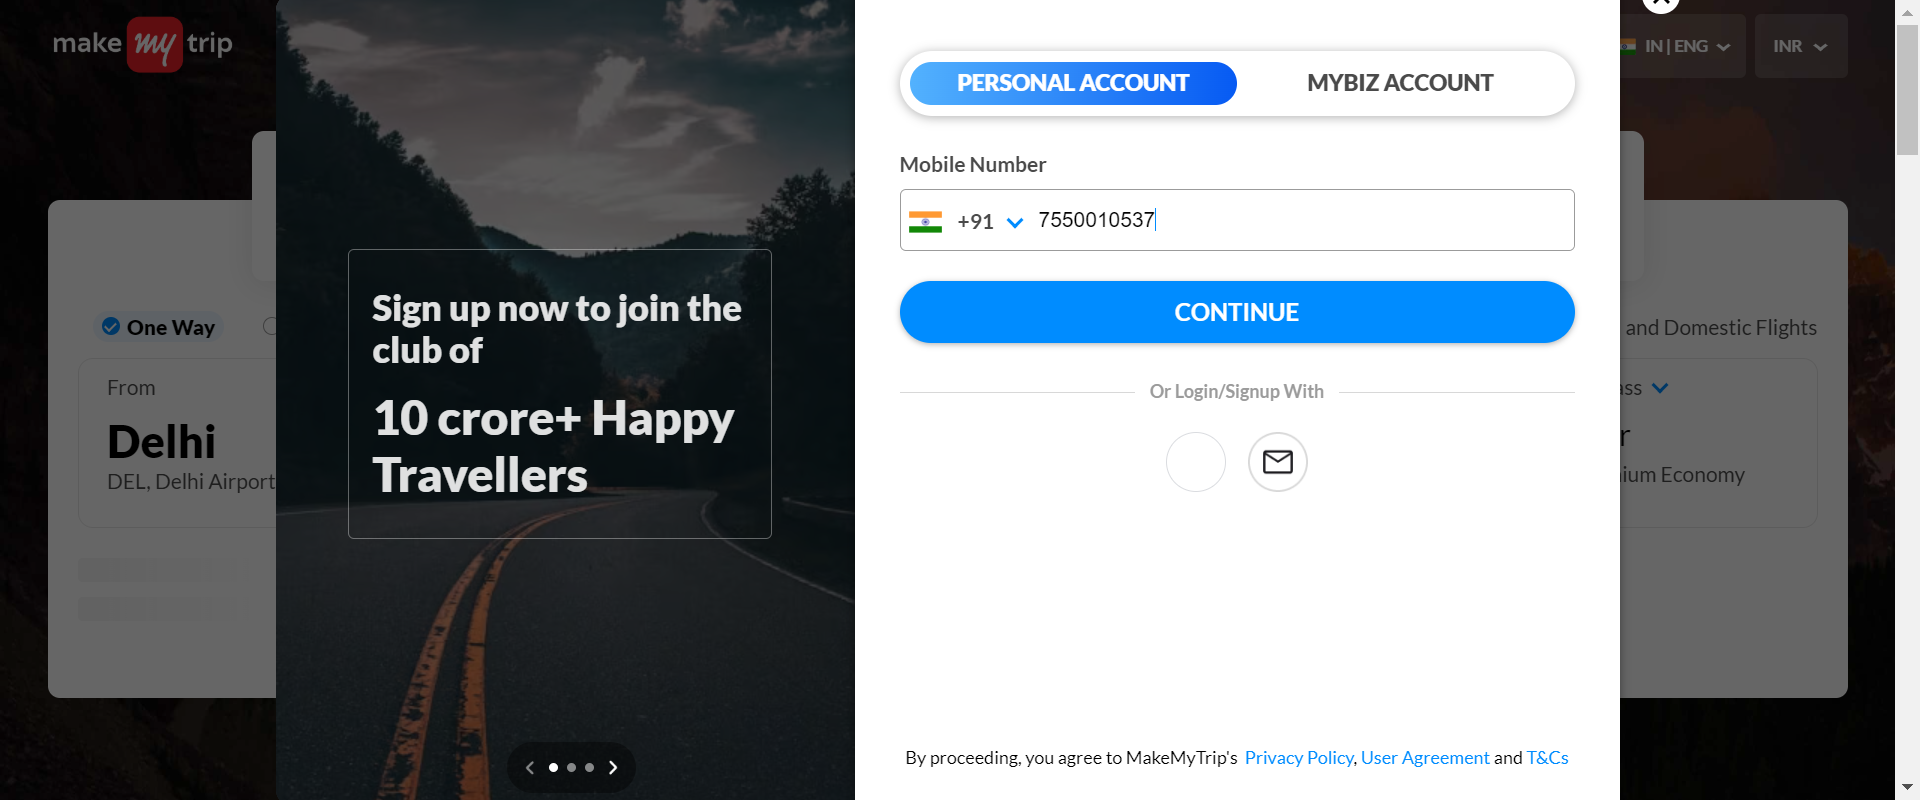 make my trip
IN | ENG
INR
PERSONAL ACCOUNT
MYBIZ ACCOUNT
Mobile Number
+91
7550010537
CONTINUE
Or Login/Signup With
By proceeding, you agree to MakeMyTrip's Privacy Policy, User Agreement and T&Cs
Sign up now to join the
club of
10 crore+ Happy
Travellers
One Way
From
Delhi
DEL, Delhi Airport
and Domestic Flights
Economy